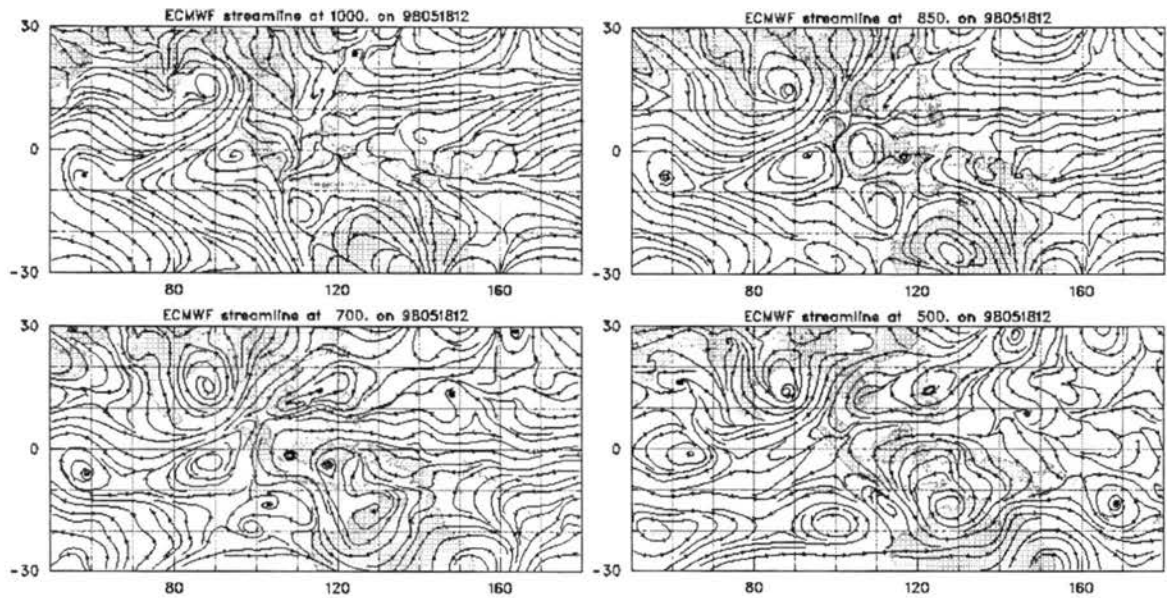 ECMWF streamline at 1000. on 98051812
30
0
-30
80 120 160
ECMWF streamline at 850. on 98051812
30
0
-30
80 120 160
ECMWF streamline at 700. on 98051812
30
0
-30
80 120 160
ECMWF streamline at 500. on 98051812
30
0
-30
80 120 160